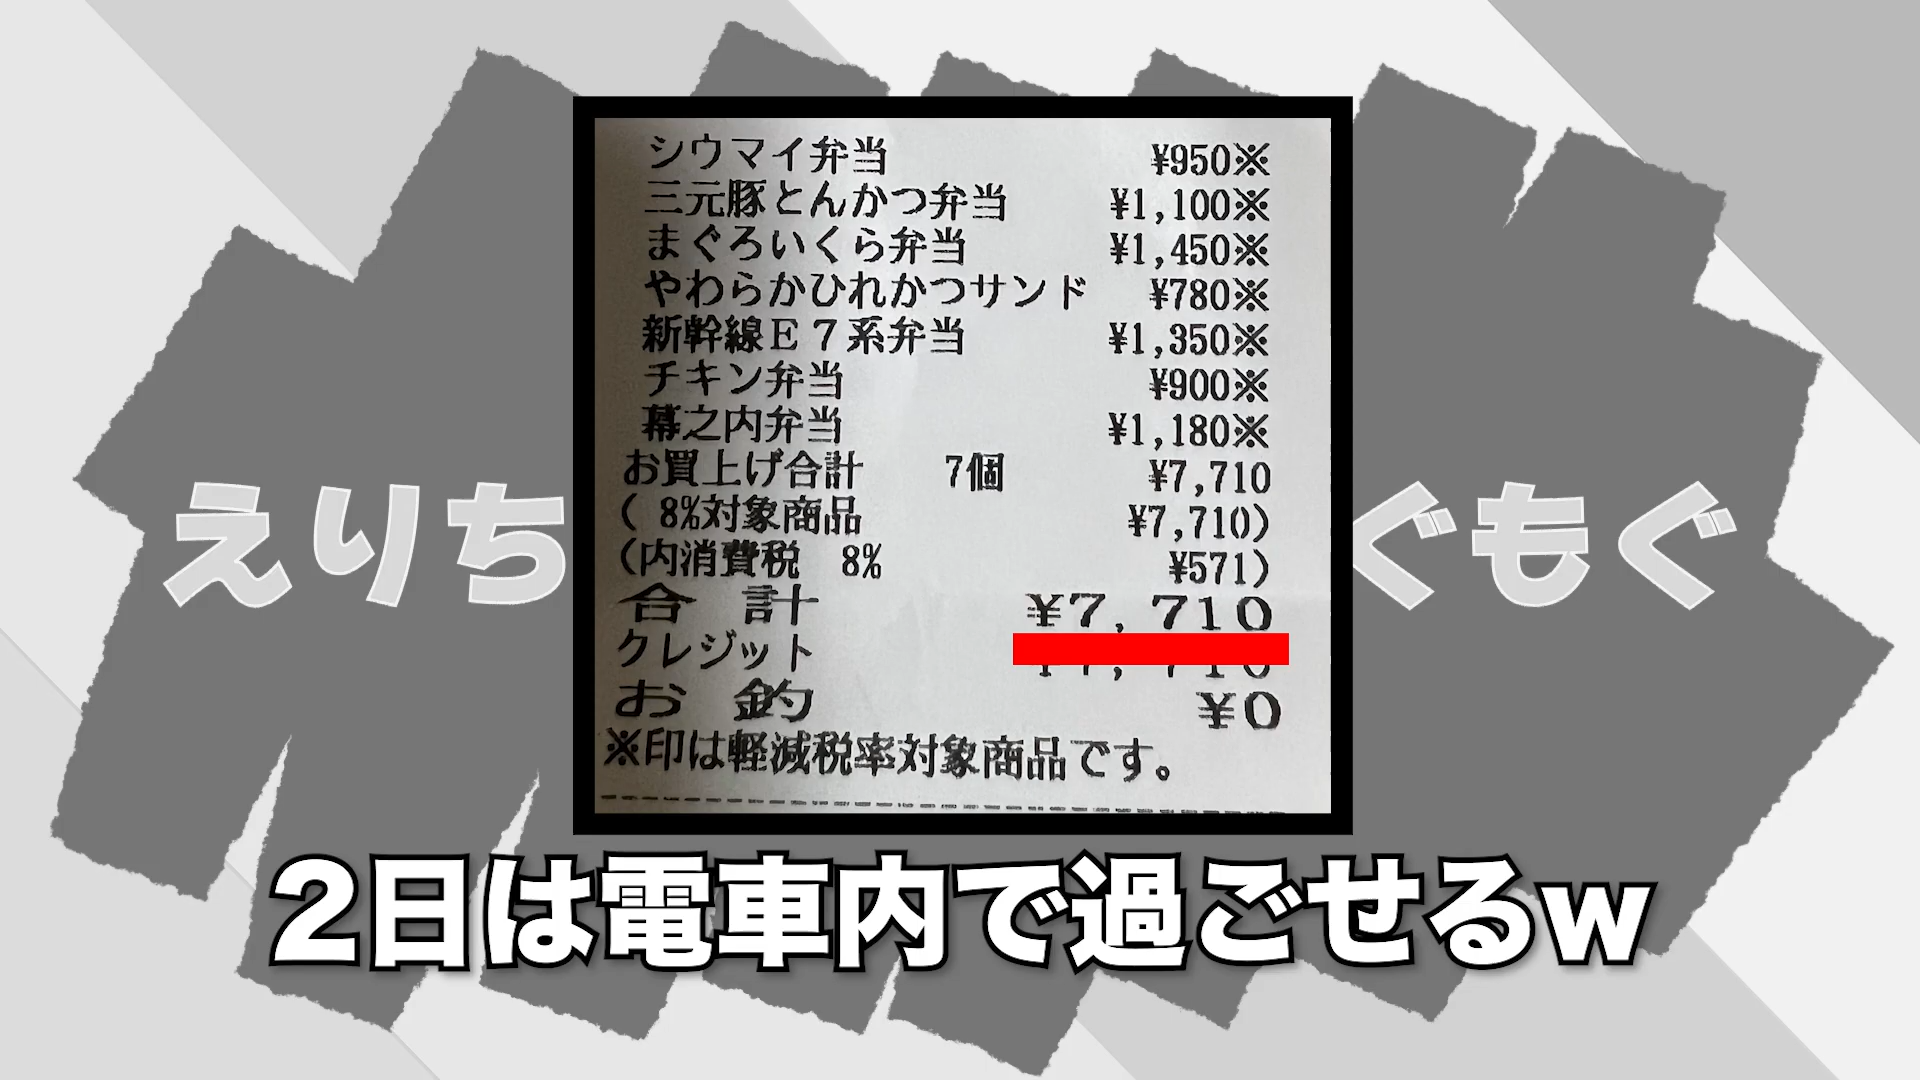 シウマイ弁当 ¥950※
三元豚とんかつ弁当 ¥1,100※
まぐろいくら弁当 ¥1,450※
やわらかひれかつサンド ¥780※
新幹線E7系弁当 ¥1,350※
チキン弁当 ¥900※
幕之内弁当 ¥1,180※
お買上げ合計 7個 ¥7,710
( 8%対象商品 ¥7,710)
(内消費税 8% ¥571)
合 計 ¥7,710
クレジット
お 釣 ¥0
※印は軽減税率対象商品です。
えりち
ぐもぐ
2日は電車内で過ごせるw